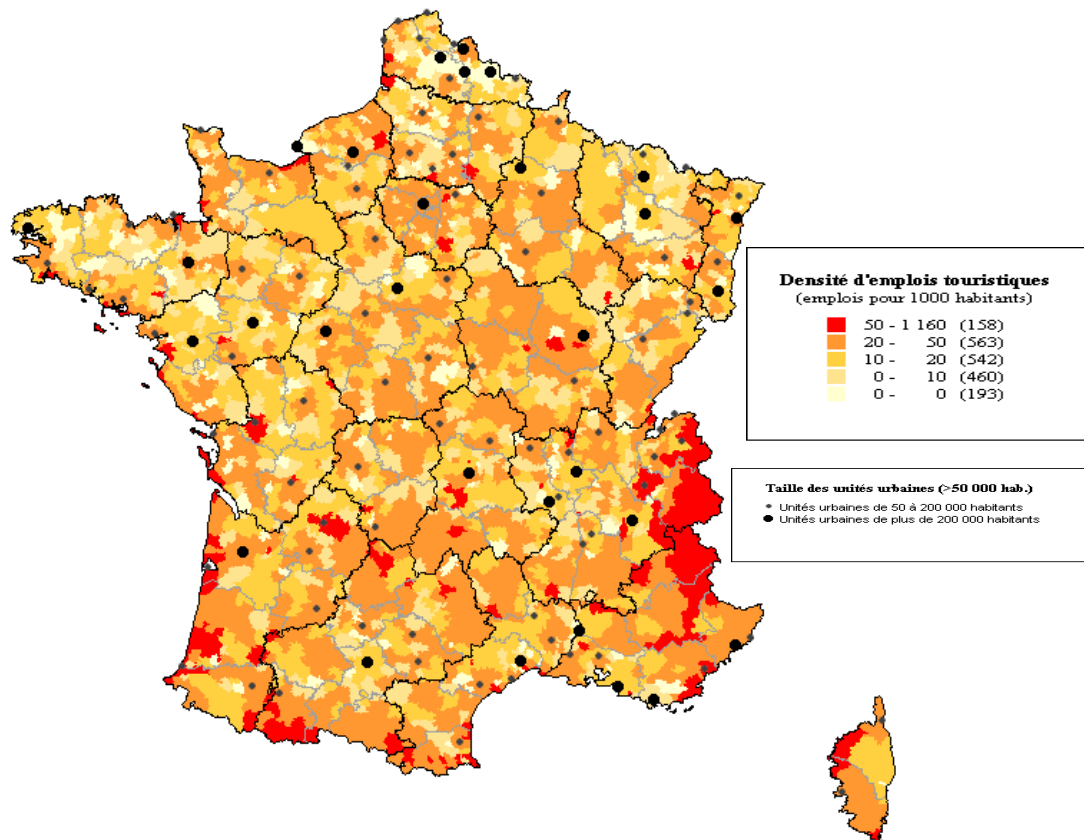 Densité d'emplois touristiques
(emplois pour 1000 habitants)
50 - 1 160 (158)
20 - 50 (563)
10 - 20 (542)
0 - 10 (460)
0 - 0 (193)
Taille des unités urbaines (>50 000 hab.)
Unités urbaines de 50 à 200 000 habitants
Unités urbaines de plus de 200 000 habitants